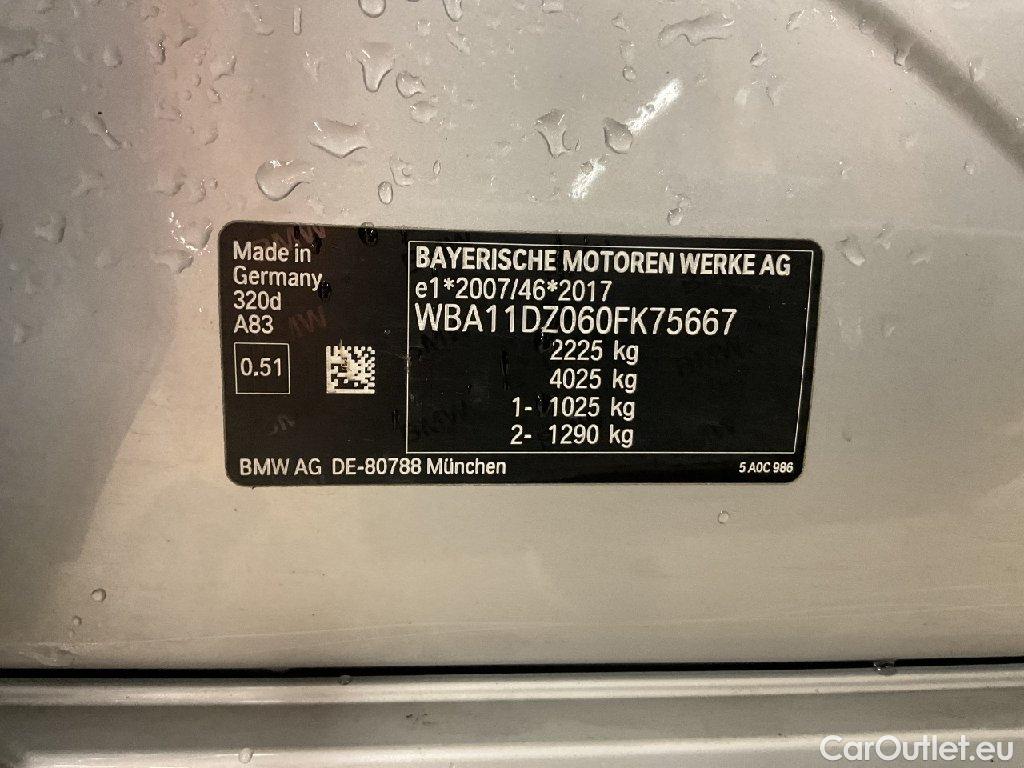 Made in
Germany
320d
A83
0.51
BAYERISCHE MOTOREN WERKE AG
e1*2007/46*2017
WBA11DZ060FK75667
2225 kg
4025 kg
1- 1025 kg
2- 1290 kg
BMW AG DE-80788 München
5 A0C 986
CarOutlet.eu